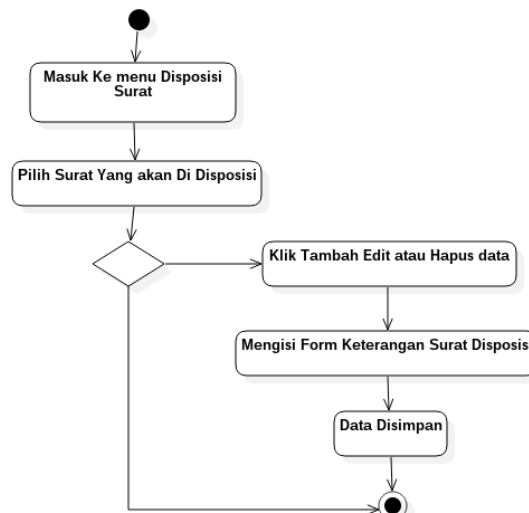 Masuk Ke menu Disposisi
Surat
Pilih Surat Yang akan Di Disposisi
Klik Tambah Edit atau Hapus data
Mengisi Form Keterangan Surat Disposis
Data Disimpan